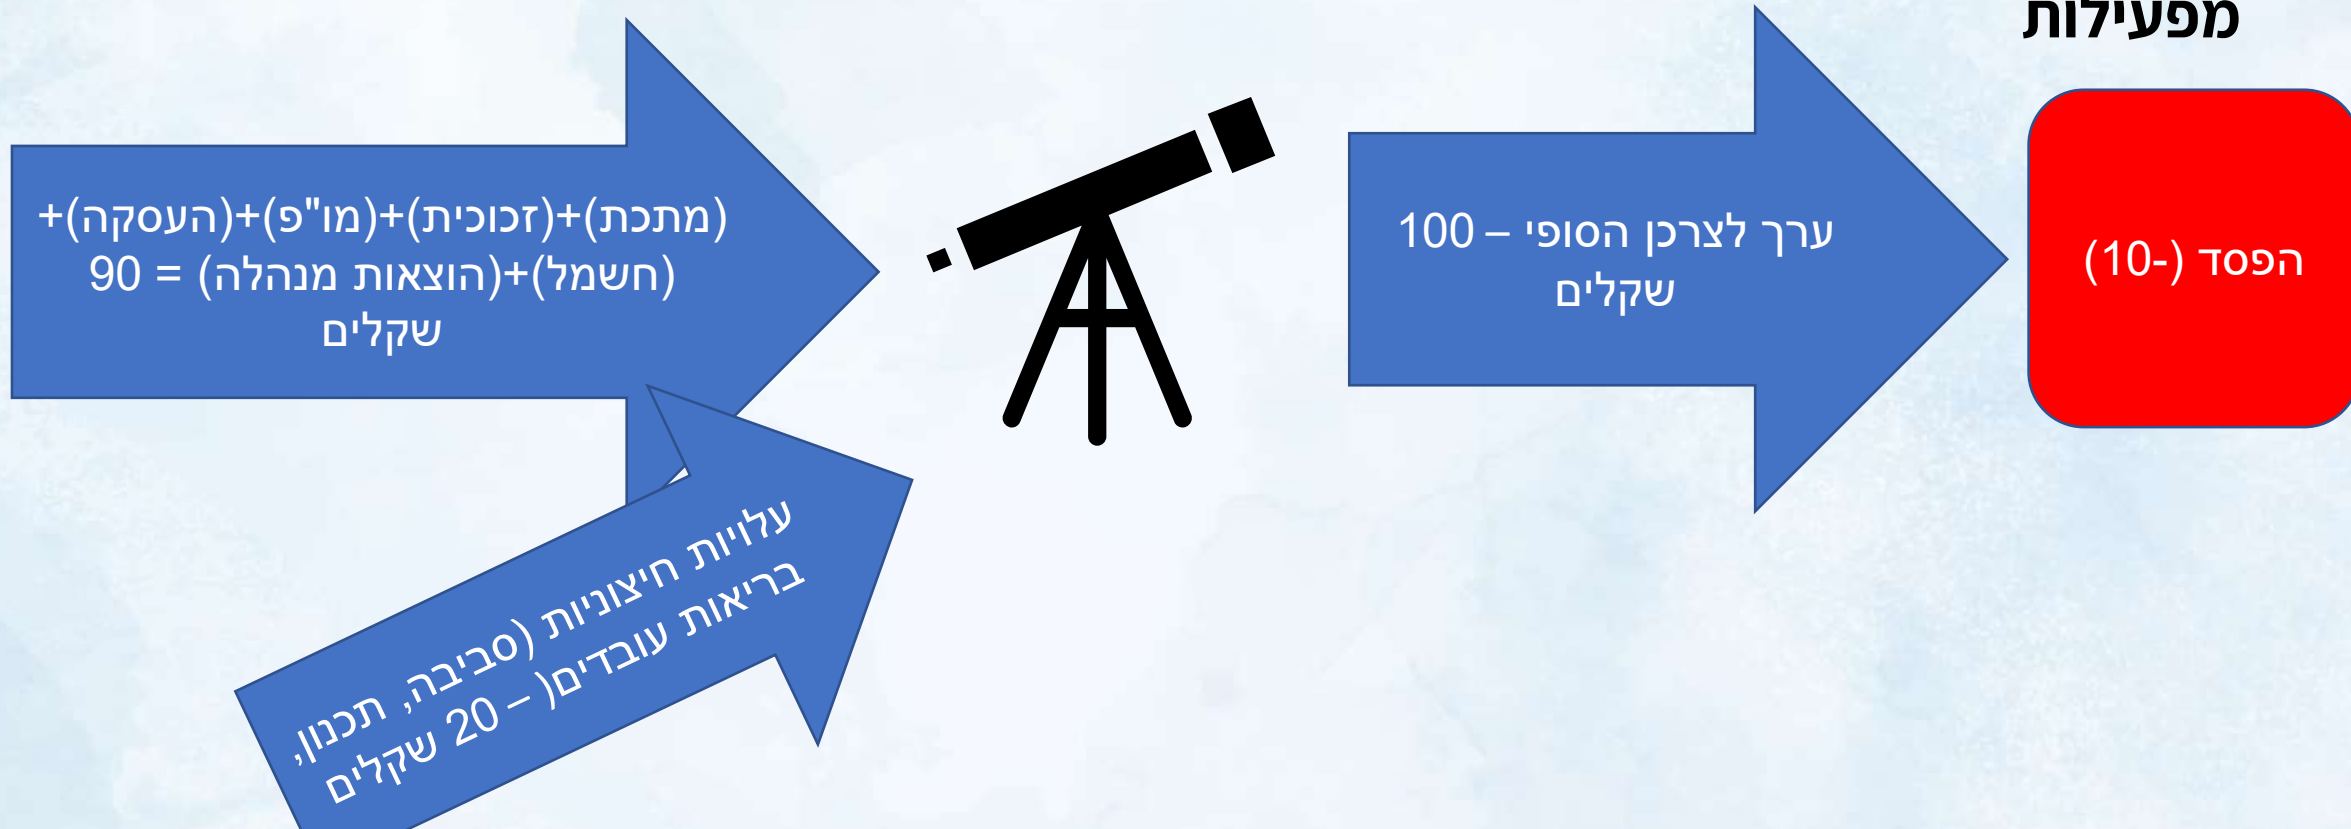 מפעילות
(מתכת)+(זכוכית)+(מו"פ)+(העסקה)+
(חשמל)+(הוצאות מנהלה) = 90
שקלים
עלויות חיצוניות (סביבה, תכנון,
בריאות עובדים( – 20 שקלים
ערך לצרכן הסופי – 100
שקלים
הפסד (-10)